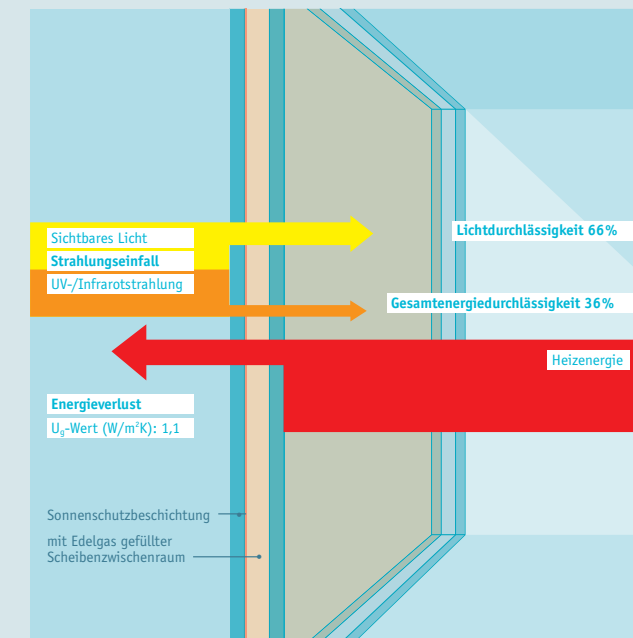 Sichtbares Licht
Strahlungseinfall
UV-/Infrarotstrahlung
Lichtdurchlässigkeit 66%
Gesamtenergiedurchlässigkeit 36%
Heizenergie
Energieverlust
Ug-Wert (W/m²K): 1,1
Sonnenschutzbeschichtung
mit Edelgas gefüllter
Scheibenzwischenraum